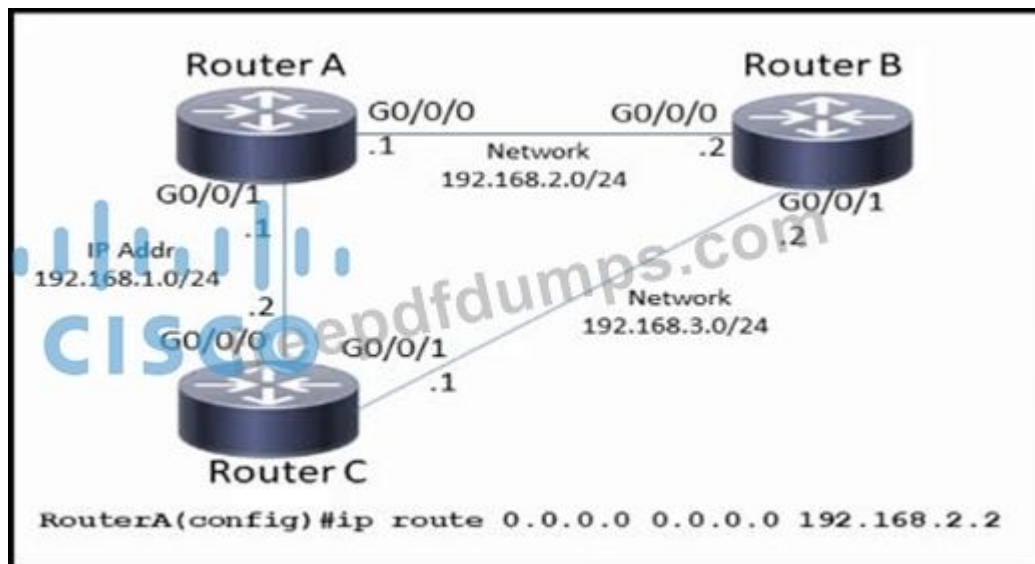 Router A
Router B
G0/0/0
G0/0/0
.1
.2
Network
192.168.2.0/24
G0/0/1
.1
G0/0/1
.2
IP Addr
192.168.1.0/24
freepdfdumps.com
Network
192.168.3.0/24
.2
CISCO
G0/0/0
G0/0/1
.1
Router C
RouterA(config)#ip route 0.0.0.0 0.0.0.0 192.168.2.2